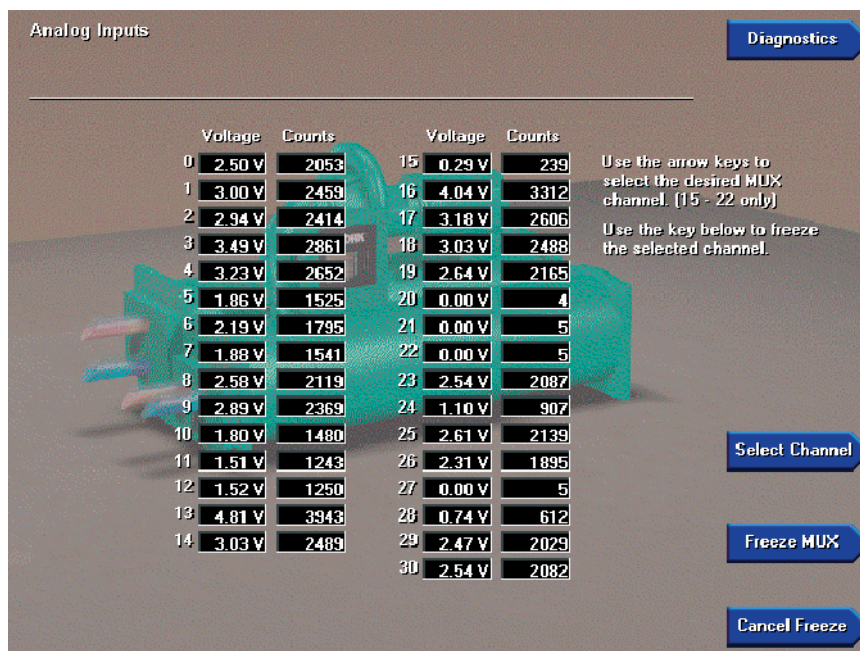 Analog Inputs
Diagnostics
Voltage Counts Voltage Counts
0 2.50 V 2053 15 0.29 V 239
1 3.00 V 2459 16 4.04 V 3312
2 2.94 V 2414 17 3.18 V 2606
3 3.49 V 2861 18 3.03 V 2488
4 3.23 V 2652 19 2.64 V 2165
5 1.86 V 1525 20 0.00 V 4
6 2.19 V 1795 21 0.00 V 5
7 1.88 V 1541 22 0.00 V 5
8 2.58 V 2119 23 2.54 V 2087
9 2.89 V 2369 24 1.10 V 907
10 1.80 V 1480 25 2.61 V 2139
11 1.51 V 1243 26 2.31 V 1895
12 1.52 V 1250 27 0.00 V 5
13 4.81 V 3943 28 0.74 V 612
14 3.03 V 2489 29 2.47 V 2029
30 2.54 V 2082
Use the arrow keys to
select the desired MUX
channel. (15 - 22 only)
Use the key below to freeze
the selected channel.
Select Channel
Freeze MUX
Cancel Freeze